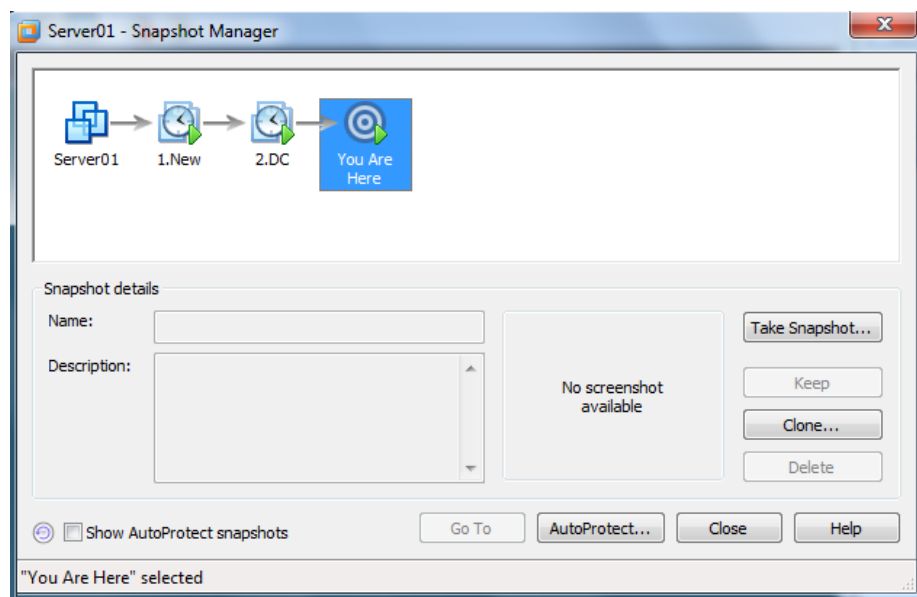 Server01 - Snapshot Manager
Server01
1.New
2.DC
You Are
Here
Snapshot details
Name:
Description:
No screenshot
available
Take Snapshot...
Keep
Clone...
Delete
Show AutoProtect snapshots
Go To
AutoProtect...
Close
Help
"You Are Here" selected